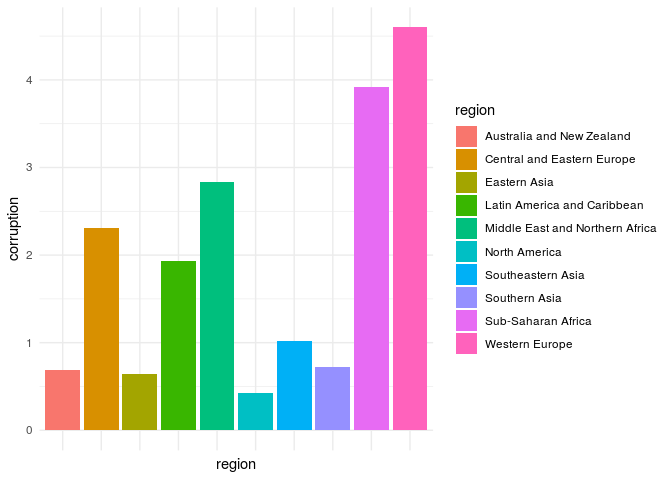 corruption
4
3
2
1
0
region
region
Australia and New Zealand
Central and Eastern Europe
Eastern Asia
Latin America and Caribbean
Middle East and Northern Africa
North America
Southeastern Asia
Southern Asia
Sub-Saharan Africa
Western Europe